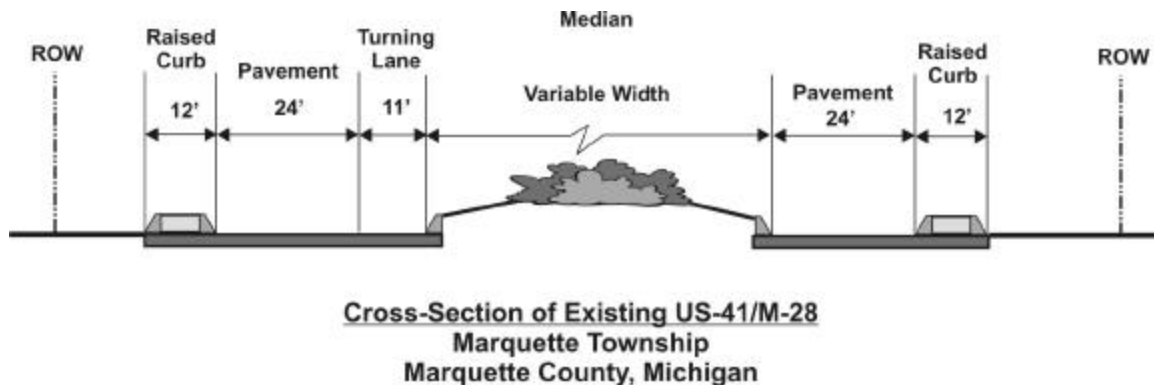 Median
ROW
Raised
Curb
12'
Pavement
24'
Turning
Lane
11'
Variable Width
Pavement
24'
Raised
Curb
12'
ROW
Cross-Section of Existing US-41/M-28
Marquette Township
Marquette County, Michigan